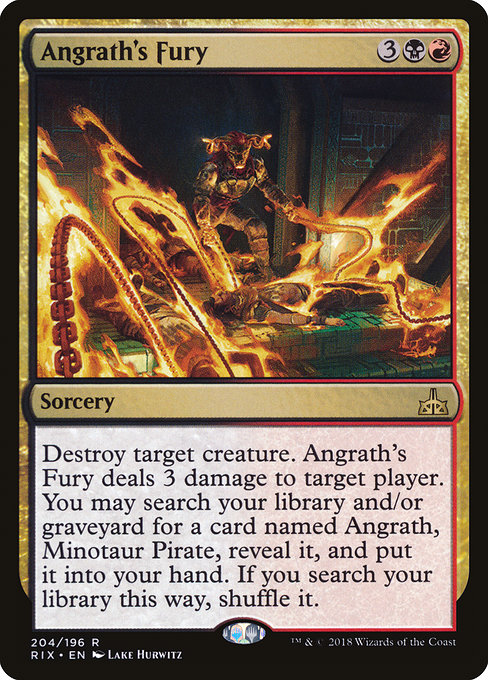 Angrath's Fury 3
Sorcery
Destroy target creature. Angrath's
Fury deals 3 damage to target player.
You may search your library and/or
graveyard for a card named Angrath,
Minotaur Pirate, reveal it, and put
it into your hand. If you search your
library this way, shuffle it.
204/196 R
RIX • EN Lake Hurwitz
™ & © 2018 Wizards of the Coast